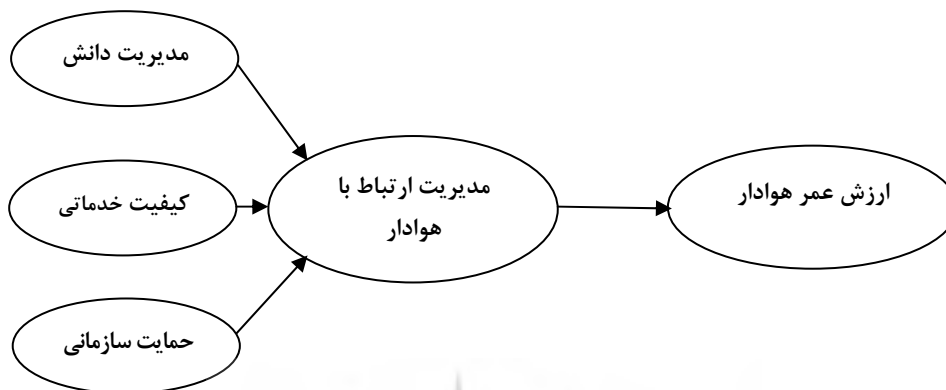 مدیریت دانش
کیفیت خدماتی
حمایت سازمانی
مدیریت ارتباط با
هوادار
ارزش عمر هوادار